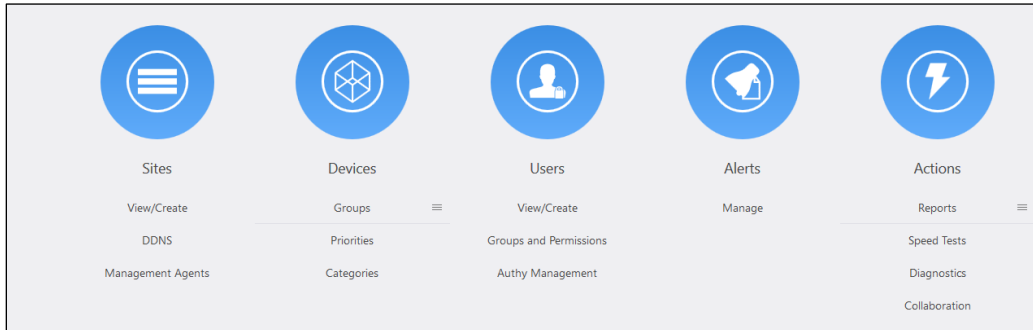 Sites
View/Create
DDNS
Management Agents
Devices
Groups
Priorities
Categories
Users
View/Create
Groups and Permissions
Authy Management
Alerts
Manage
Actions
Reports
Speed Tests
Diagnostics
Collaboration